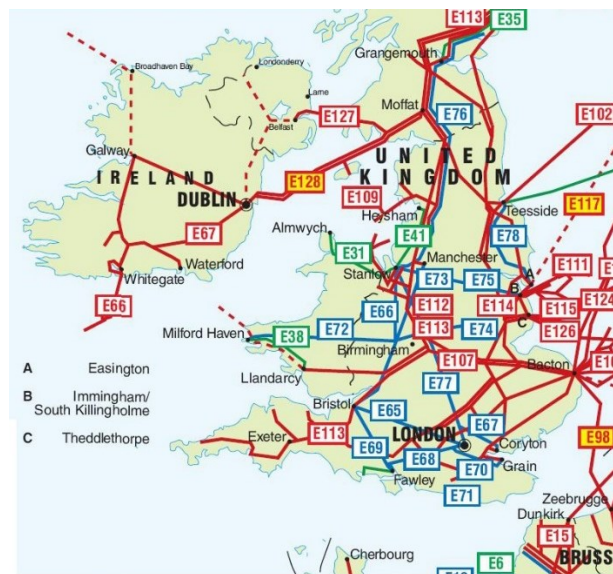 E113
E35
Grangemouth
Broadhaven Bay
Londonderry
Larne
Moffat
E76
E102
Belfast
E127
Galway
UNITED
KINGDOM
IRELAND
E128
DUBLIN
E109
Heysham
Teesside
E117
Almwych
E41
E78
E67
E31
Manchester
A
E111
Stanlow
E73
E75
B
Waterford
Whitegate
E112
E114
E115
E124
E66
E66
C
E126
Milford Haven
E38
E72
E113
E74
Birmingham
E107
Bacton
A Easington
Llandarcy
E77
B Immingham/
South Killingholme
Bristol
E65
E67
C Theddlethorpe
Exeter
E113
LONDON
E69
E68
Coryton
E98
E70
Grain
Fawley
E71
Zeebrugge
Dunkirk
E15
Cherbourg
E6
BRUSS